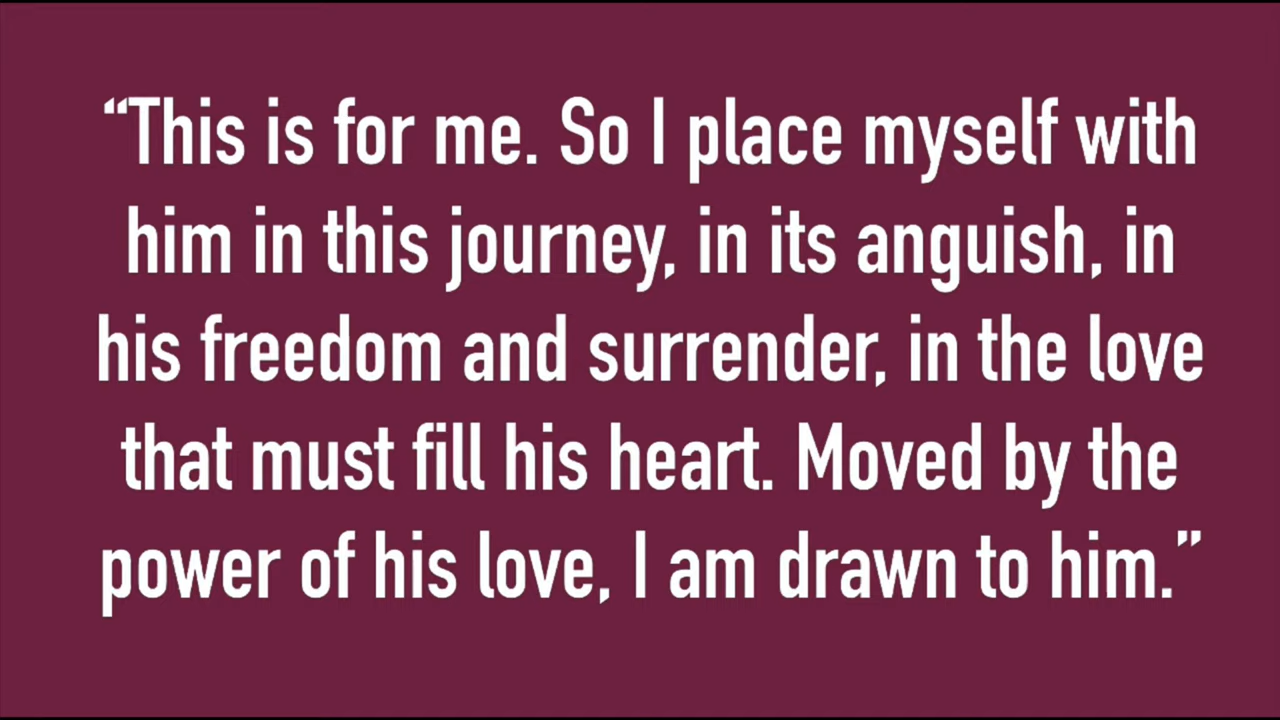 “This is for me. So I place myself with
him in this journey, in its anguish, in
his freedom and surrender, in the love
that must fill his heart. Moved by the
power of his love, I am drawn to him.”